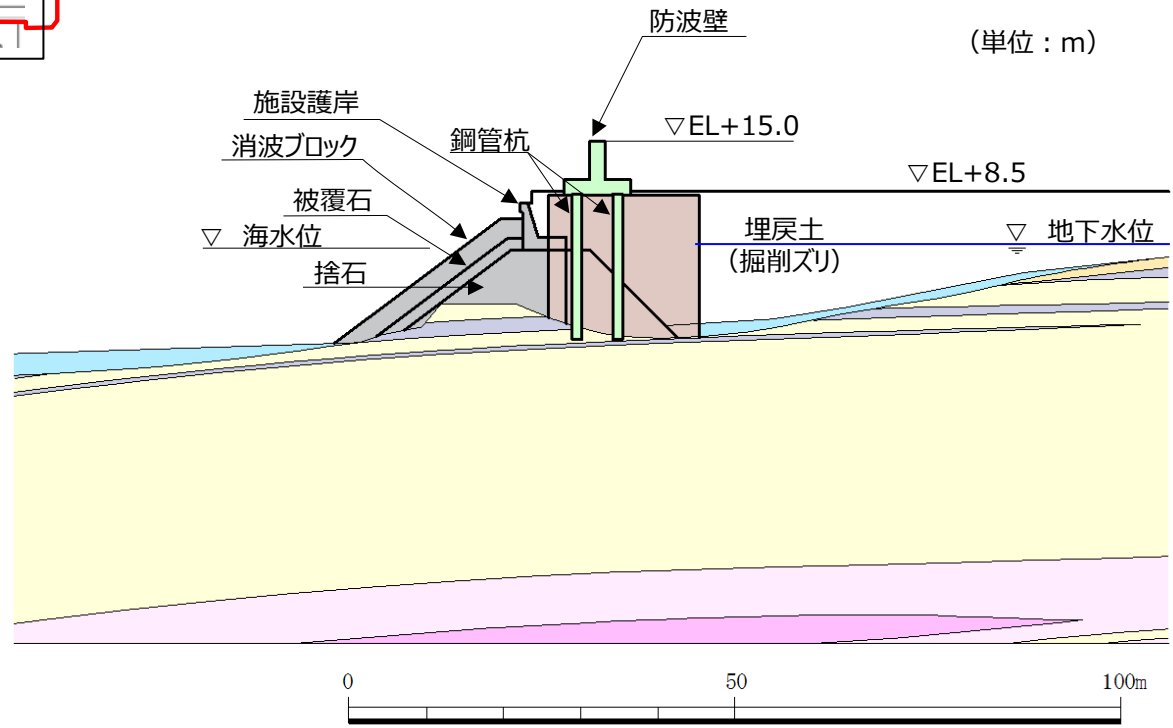 防波壁
（単位：m）
施設護岸
消波ブロック
鋼管杭
▽EL+15.0
▽EL+8.5
被覆石
▽ 海水位
捨石
埋戻土
（掘削ズリ）
▽ 地下水位
0 50 100m